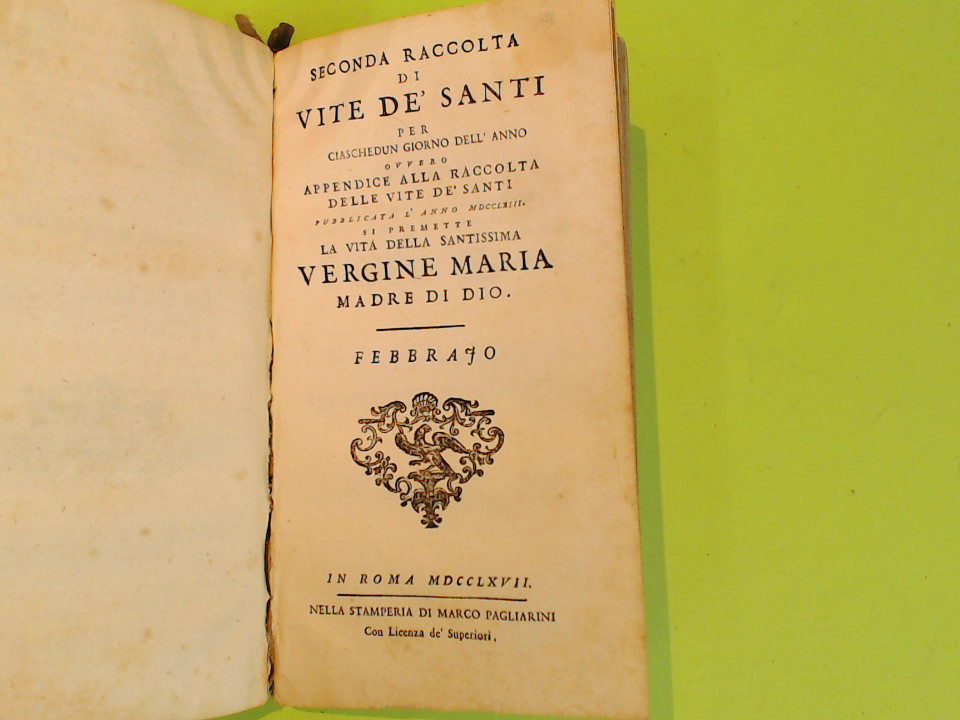 SECONDA RACCOLTA
DI
VITE DE' SANTI
PER
CIASCHEDUN GIORNO DELL' ANNO
OVVERO
APPENDICE ALLA RACCOLTA
DELLE VITE DE' SANTI
PUBBLICATA L' ANNO MDCCLXIII.
SI PREMETTE
LA VITA DELLA SANTISSIMA
VERGINE MARIA
MADRE DI DIO.
FEBBRAJO
IN ROMA MDCCLXVII.
NELLA STAMPERIA DI MARCO PAGLIARINI
Con Licenza de' Superiori,